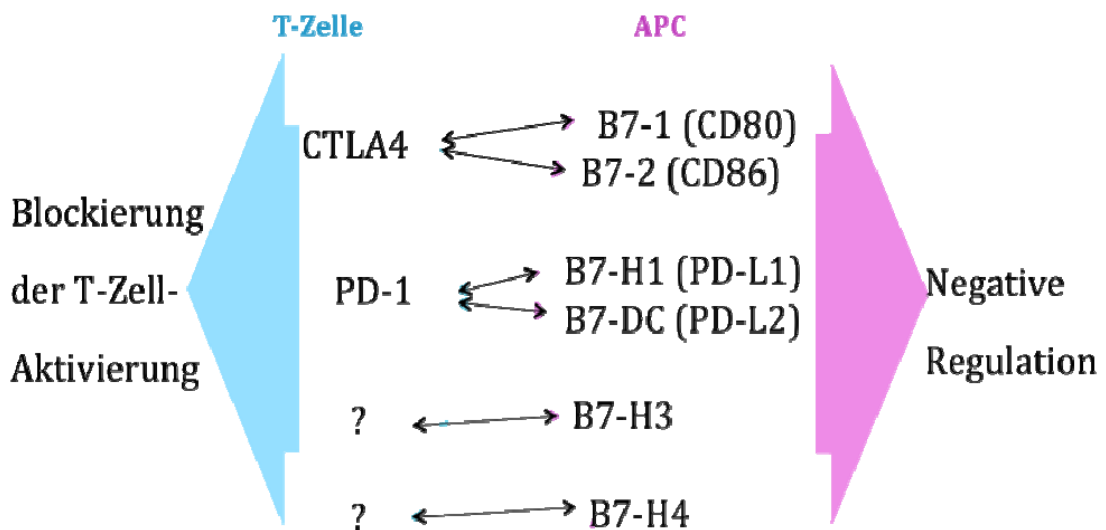 T-Zelle
APC
CTLA4
B7-1 (CD80)
B7-2 (CD86)
Blockierung
der T-Zell-
Aktivierung
PD-1
B7-H1 (PD-L1)
B7-DC (PD-L2)
Negative
Regulation
?
B7-H3
?
B7-H4